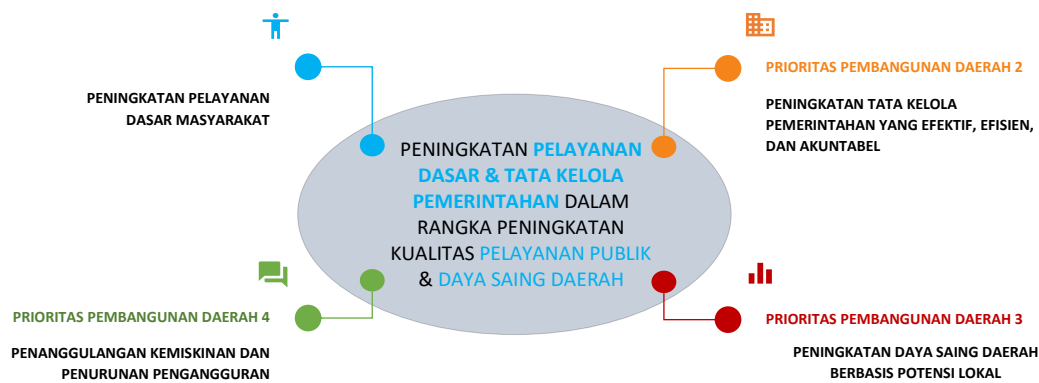 PENINGKATAN PELAYANAN
DASAR MASYARAKAT
PRIORITAS PEMBANGUNAN DAERAH 2
PENINGKATAN TATA KELOLA
PEMERINTAHAN YANG EFEKTIF, EFISIEN,
DAN AKUNTABEL
PENINGKATAN PELAYANAN
DASAR & TATA KELOLA
PEMERINTAHAN DALAM
RANGKA PENINGKATAN
KUALITAS PELAYANAN PUBLIK
& DAYA SAING DAERAH
PRIORITAS PEMBANGUNAN DAERAH 4
PENANGGULANGAN KEMISKINAN DAN
PENURUNAN PENGANGGURAN
PRIORITAS PEMBANGUNAN DAERAH 3
PENINGKATAN DAYA SAING DAERAH
BERBASIS POTENSI LOKAL